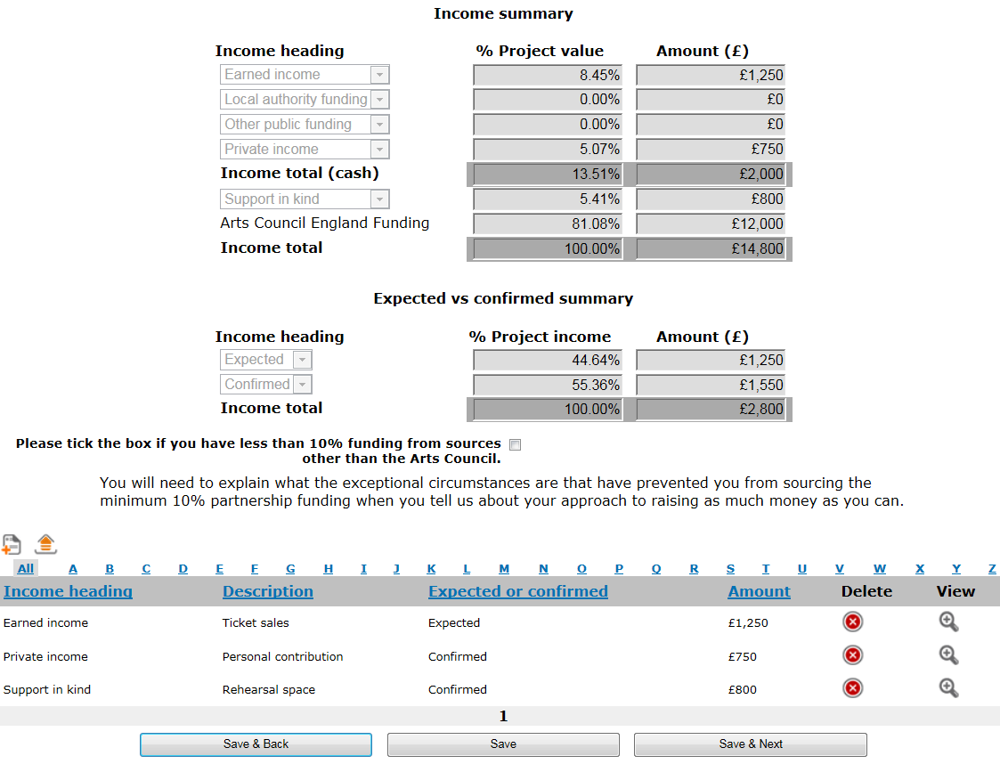 Income summary
Income heading % Project value Amount (£)
Earned income 8.45% £1,250
Local authority funding 0.00% £0
Other public funding 0.00% £0
Private income 5.07% £750
Income total (cash) 13.51% £2,000
Support in kind 5.41% £800
Arts Council England Funding 81.08% £12,000
Income total 100.00% £14,800
Expected vs confirmed summary
Income heading % Project income Amount (£)
Expected 44.64% £1,250
Confirmed 55.36% £1,550
Income total 100.00% £2,800
Please tick the box if you have less than 10% funding from sources
other than the Arts Council.
You will need to explain what the exceptional circumstances are that have prevented you from sourcing the
minimum 10% partnership funding when you tell us about your approach to raising as much money as you can.
All A B C D E F G H I J K L M N O P Q R S T U V W X Y Z
Income heading Description Expected or confirmed Amount Delete View
Earned income Ticket sales Expected £1,250
Private income Personal contribution Confirmed £750
Support in kind Rehearsal space Confirmed £800
1
Save & Back Save Save & Next